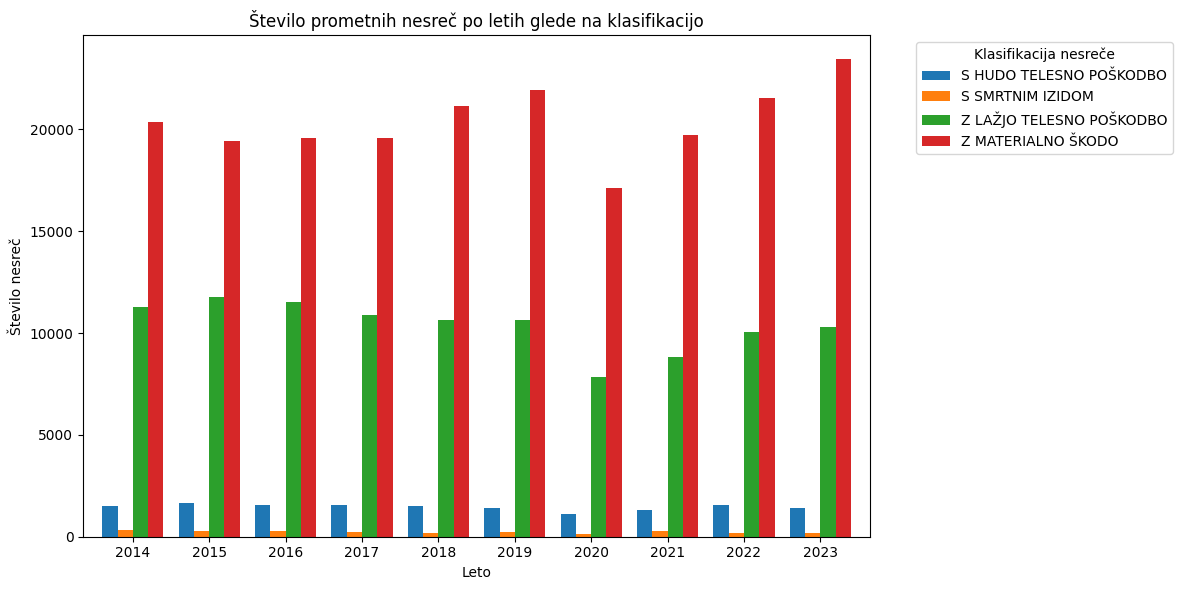 Število prometnih nesreč po letih glede na klasifikacijo
Število nesreč
20000
15000
10000
5000
0
2014 2015 2016 2017 2018 2019 2020 2021 2022 2023
Leto
Klasifikacija nesreče
S HUDO TELESNO POŠKODBO
S SMRTNIM IZIDOM
Z LAŽJO TELESNO POŠKODBO
Z MATERIALNO ŠKODO